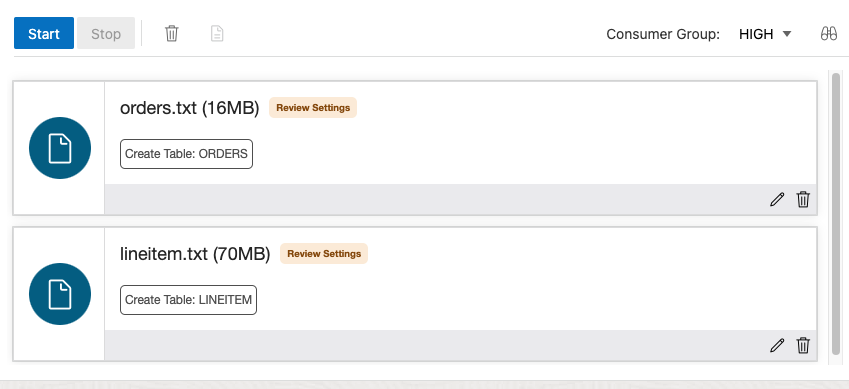 Start Stop Consumer Group: HIGH
orders.txt (16MB) Review Settings
Create Table: ORDERS
lineitem.txt (70MB) Review Settings
Create Table: LINEITEM